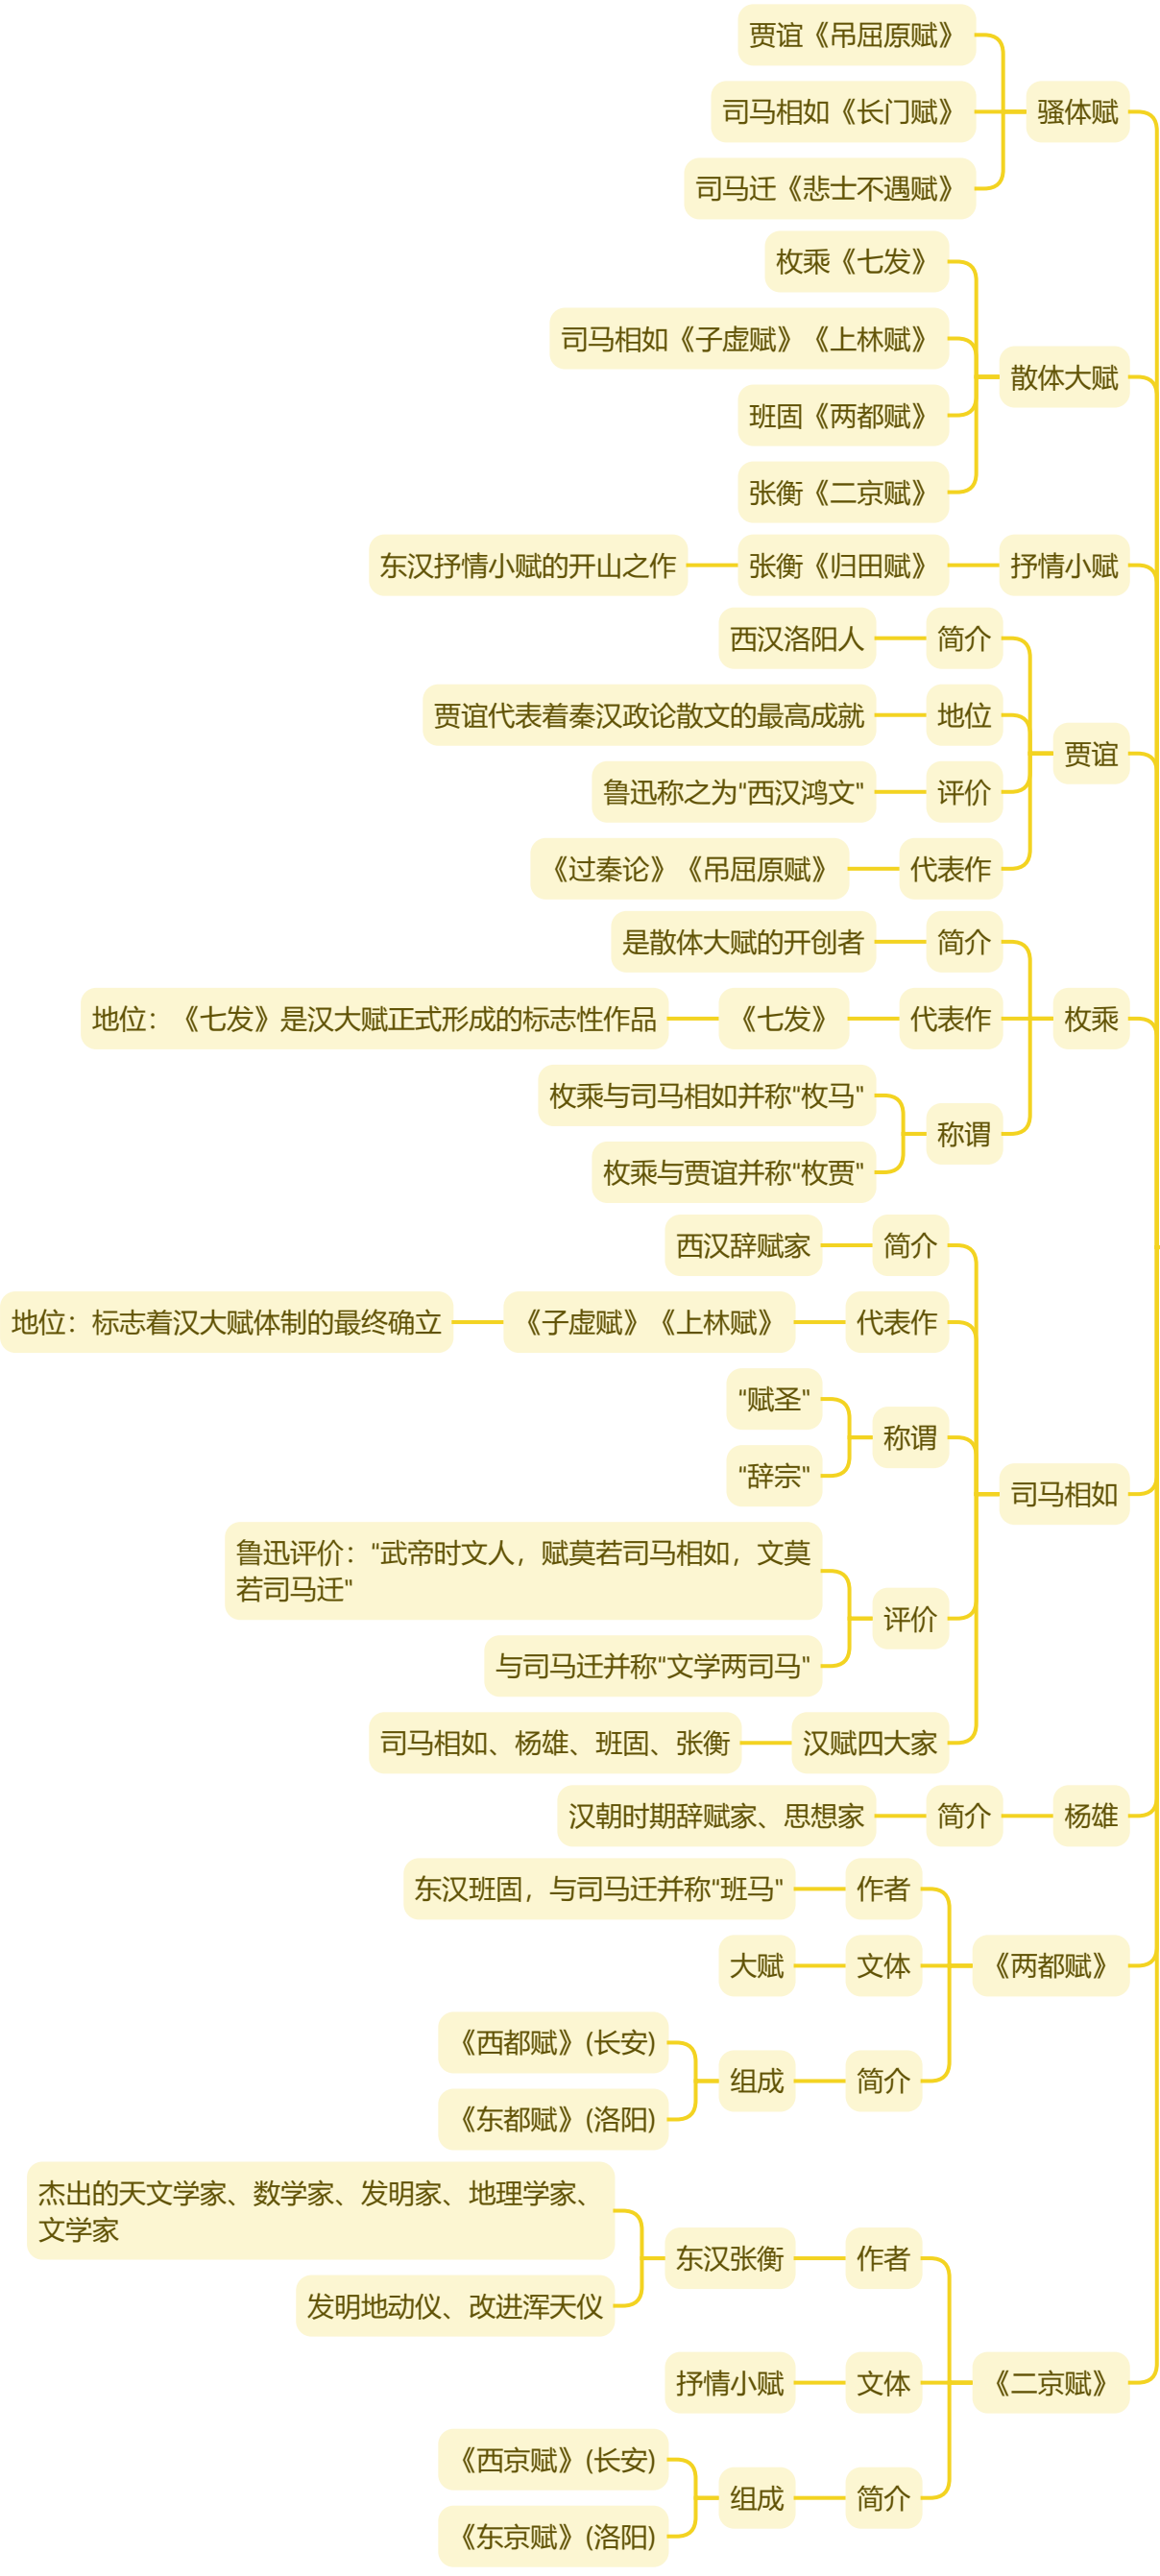 贾谊《吊屈原赋》
司马相如《长门赋》
骚体赋
司马迁《悲士不遇赋》
枚乘《七发》
司马相如《子虚赋》《上林赋》
散体大赋
班固《两都赋》
张衡《二京赋》
东汉抒情小赋的开山之作
张衡《归田赋》
抒情小赋
西汉洛阳人
简介
贾谊代表着秦汉政论散文的最高成就
地位
贾谊
鲁迅称之为"西汉鸿文"
评价
《过秦论》《吊屈原赋》
代表作
是散体大赋的开创者
简介
地位：《七发》是汉大赋正式形成的标志性作品
《七发》
代表作
枚乘
枚乘与司马相如并称"枚马"
称谓
枚乘与贾谊并称"枚贾"
西汉辞赋家
简介
地位：标志着汉大赋体制的最终确立
《子虚赋》《上林赋》
代表作
"赋圣"
称谓
"辞宗"
司马相如
鲁迅评价："武帝时文人，赋莫若司马相如，文莫
若司马迁"
评价
与司马迁并称"文学两司马"
司马相如、杨雄、班固、张衡
汉赋四大家
汉朝时期辞赋家、思想家
简介
杨雄
东汉班固，与司马迁并称"班马"
作者
大赋
文体
《两都赋》
《西都赋》(长安)
组成
简介
《东都赋》(洛阳)
杰出的天文学家、数学家、发明家、地理学家、
文学家
东汉张衡
作者
发明地动仪、改进浑天仪
抒情小赋
文体
《二京赋》
《西京赋》(长安)
组成
简介
《东京赋》(洛阳)